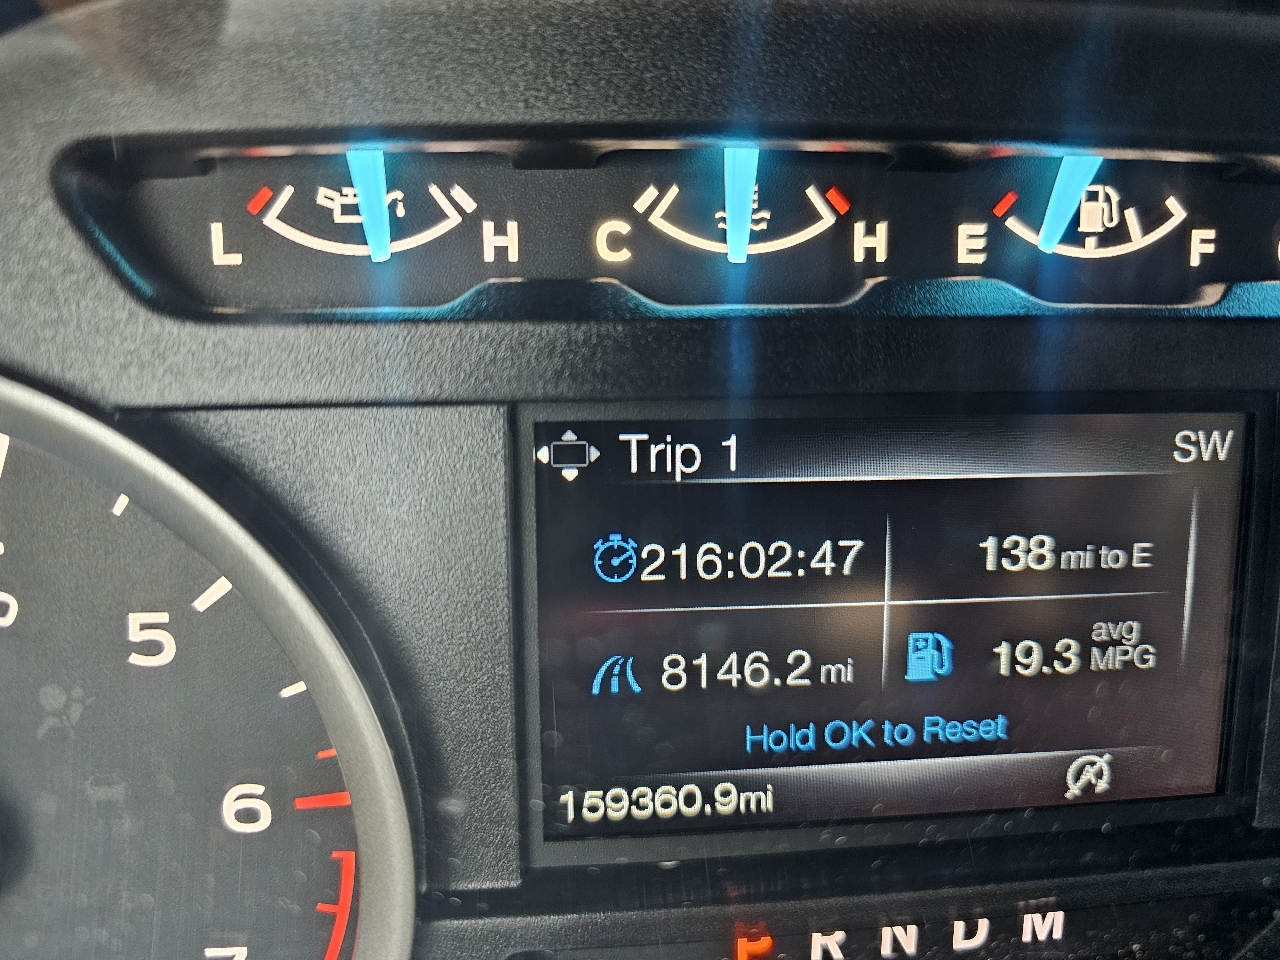 L H C H E F
Trip 1 SW
216:02:47 138 mi to E
8146.2 mi 19.3 avg MPG
Hold OK to Reset
159360.9mi
5
6
7
P R N D M